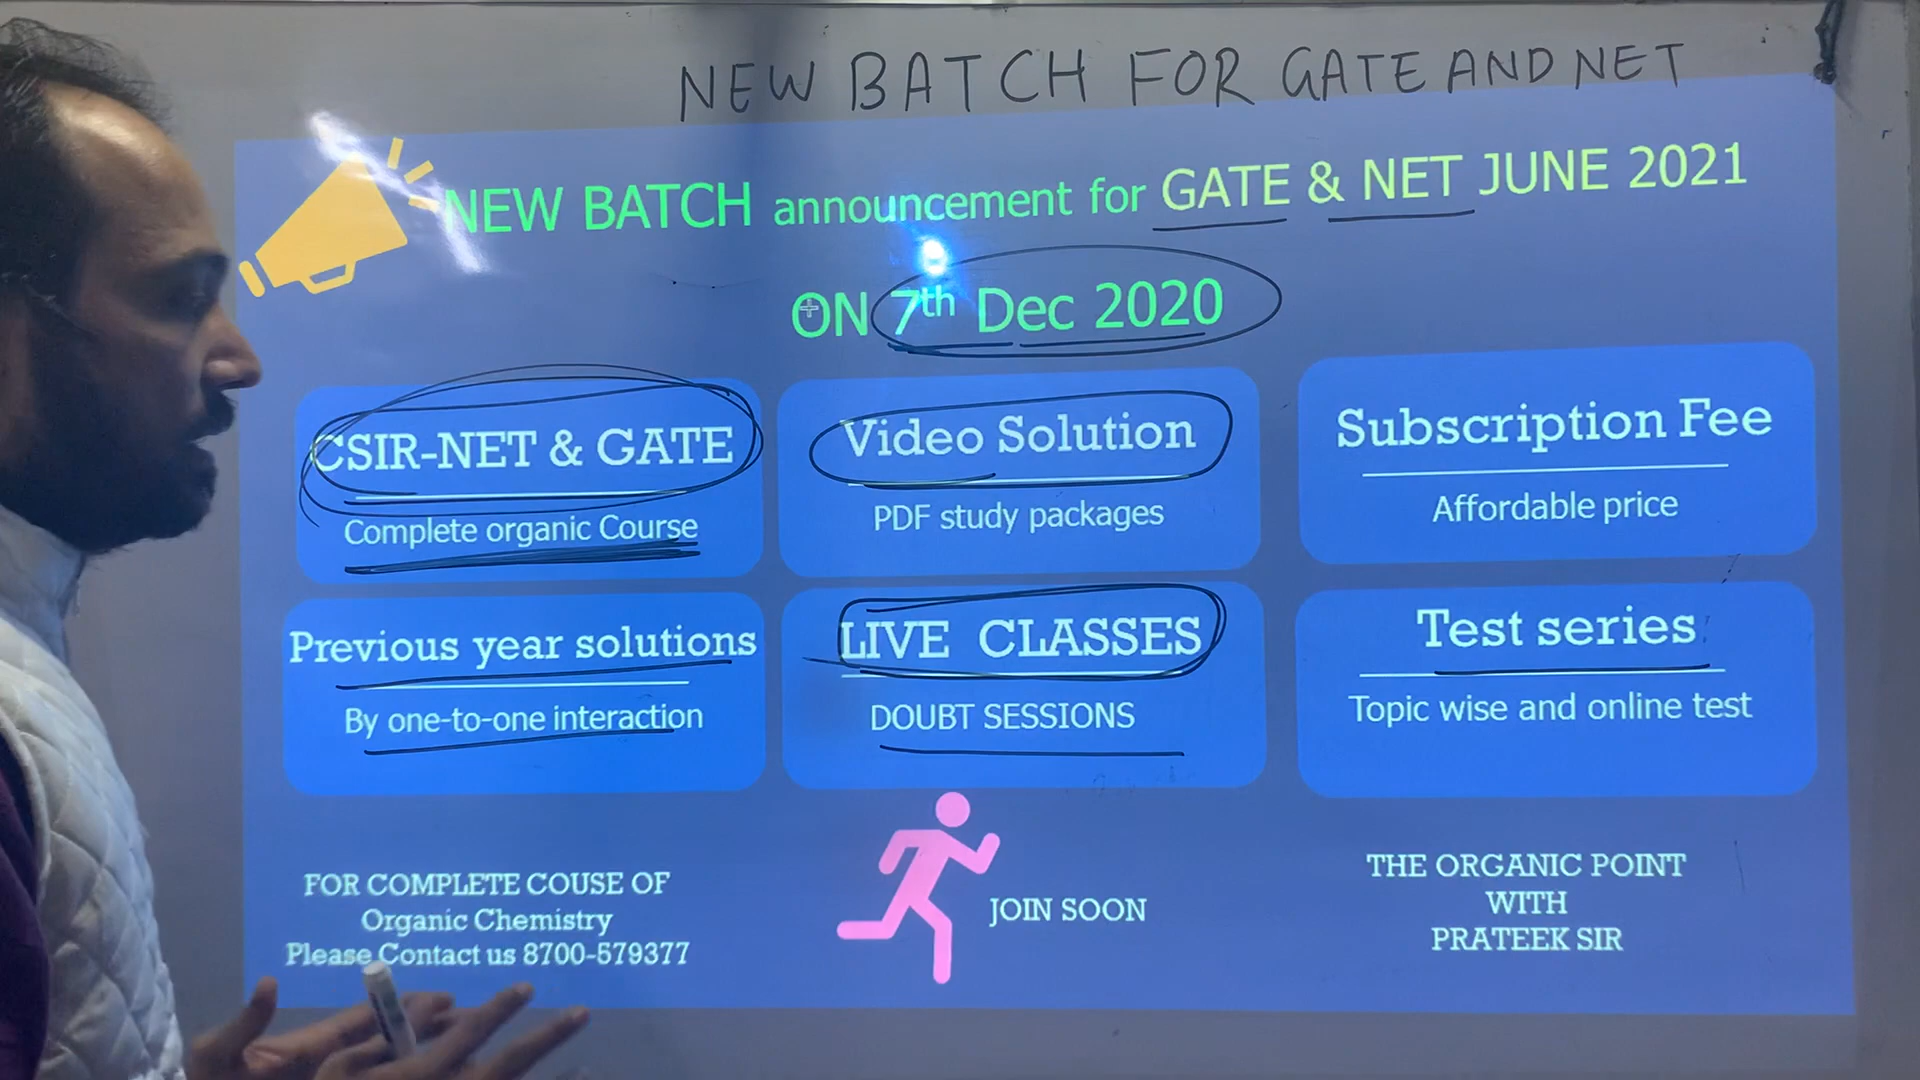 NEW BATCH FOR GATE AND NET
NEW BATCH announcement for GATE & NET JUNE 2021
ON 7th Dec 2020
CSIR-NET & GATE
Complete organic Course
Video Solution
PDF study packages
Subscription Fee
Affordable price
Previous year solutions
By one-to-one interaction
LIVE CLASSES
DOUBT SESSIONS
Test series
Topic wise and online test
FOR COMPLETE COUSE OF
Organic Chemistry
Please Contact us 8700-579377
JOIN SOON
THE ORGANIC POINT
WITH
PRATEEK SIR